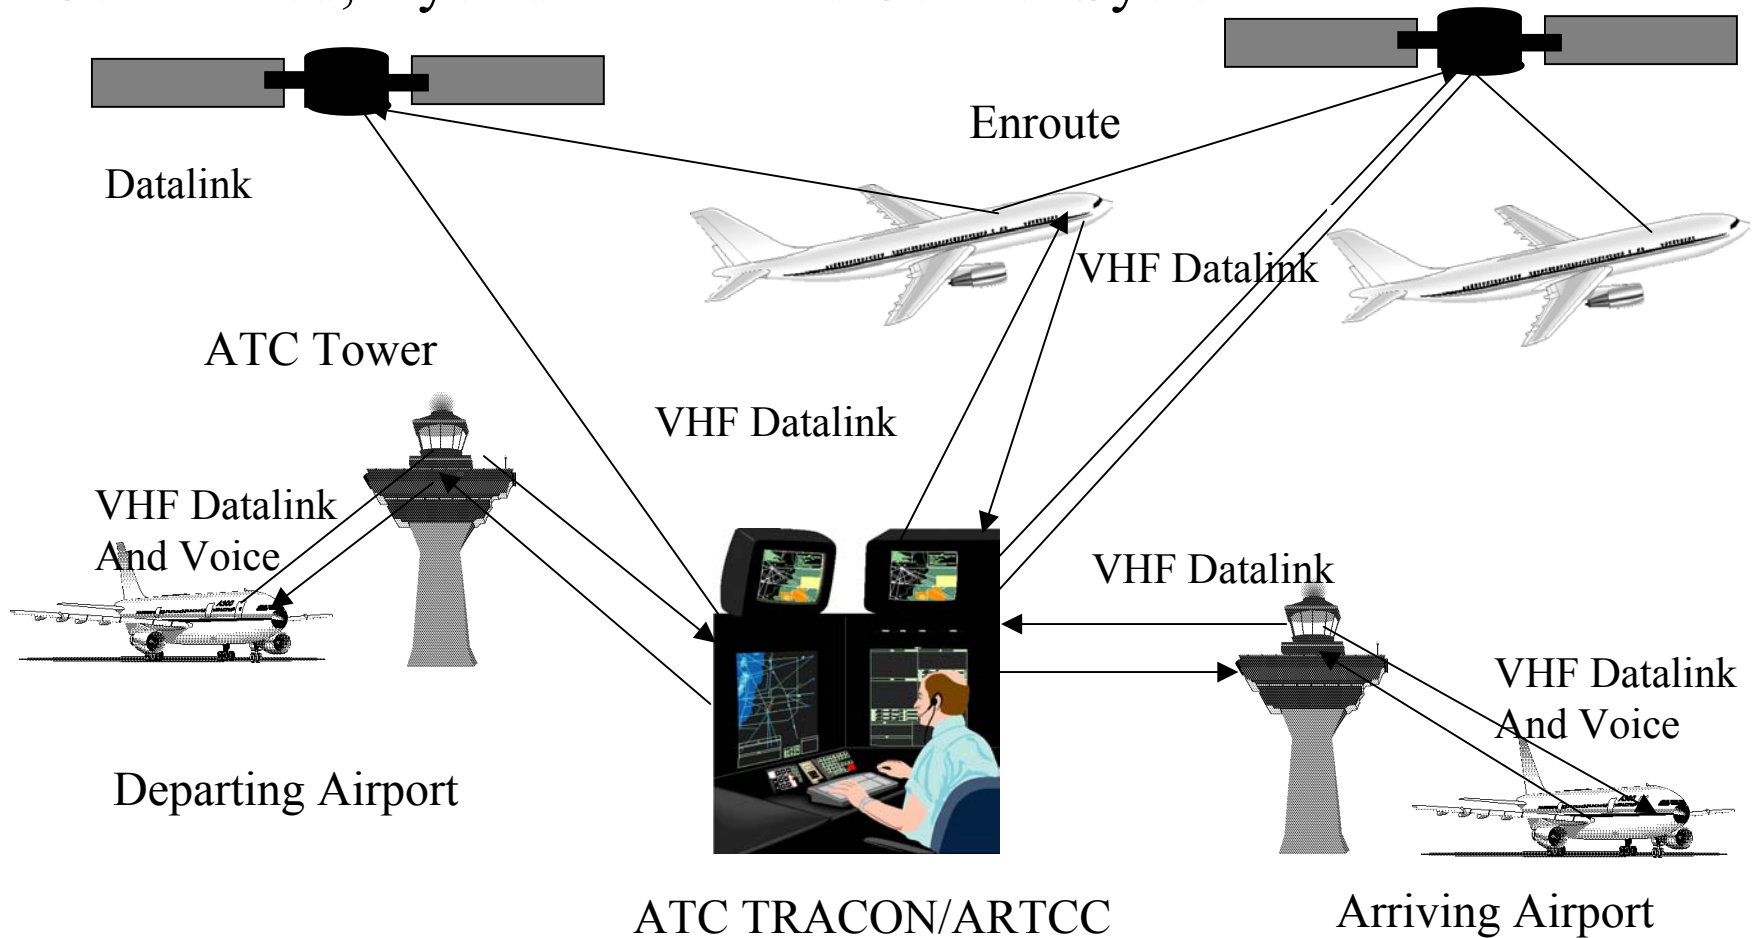 Enroute
Datalink
VHF Datalink
ATC Tower
VHF Datalink
VHF Datalink
And Voice
VHF Datalink
VHF Datalink
And Voice
Departing Airport
ATC TRACON/ARTCC
Arriving Airport